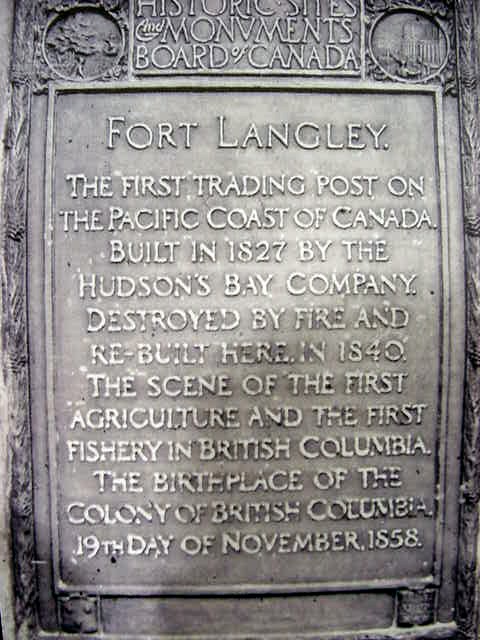 HISTORIC SITES
And MONVMENTS
BOARD of CANADA
FORT LANGLEY.
THE FIRST TRADING POST ON
THE PACIFIC COAST OF CANADA.
BUILT IN 1827 BY THE
HUDSON'S BAY COMPANY.
DESTROYED BY FIRE AND
RE-BUILT HERE IN 1840.
THE SCENE OF THE FIRST
AGRICULTURE AND THE FIRST
FISHERY IN BRITISH COLUMBIA.
THE BIRTHPLACE OF THE
COLONY OF BRITISH COLUMBIA.
19TH DAY OF NOVEMBER, 1858.